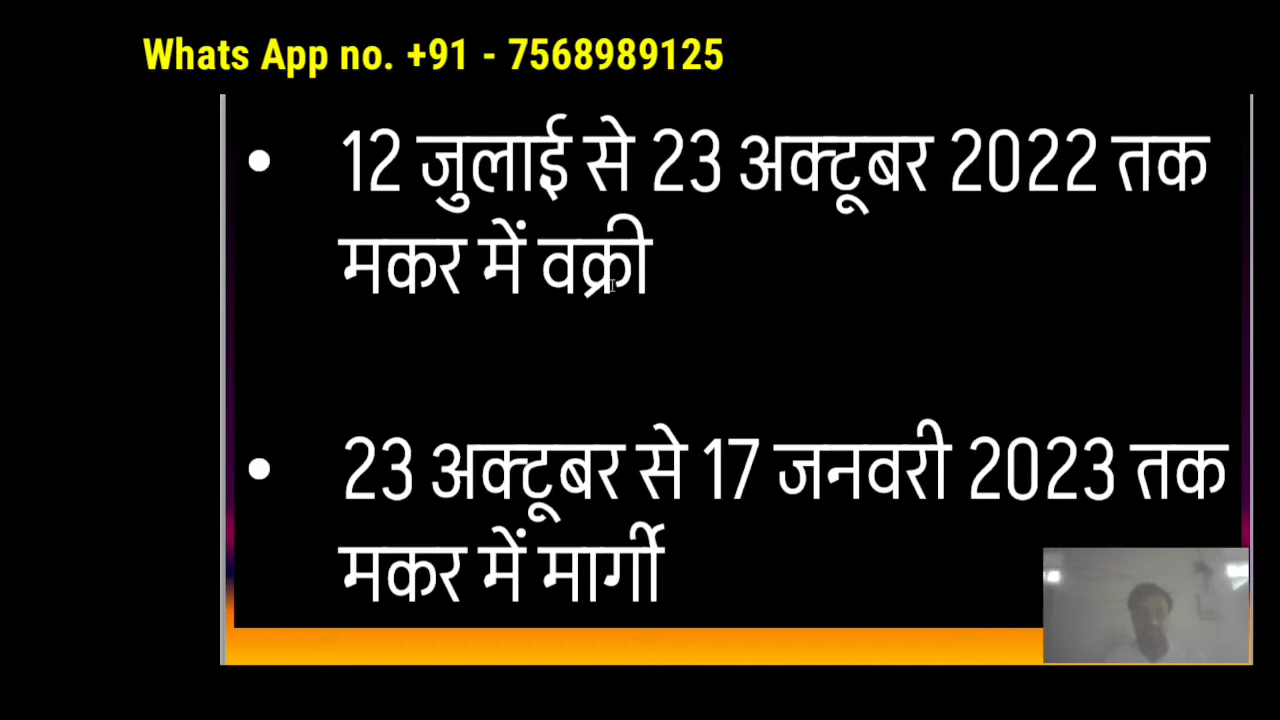 Whats App no. +91 - 7568989125
• 12 जुलाई से 23 अक्टूबर 2022 तक
मकर में वक्री
• 23 अक्टूबर से 17 जनवरी 2023 तक
मकर में मार्गी